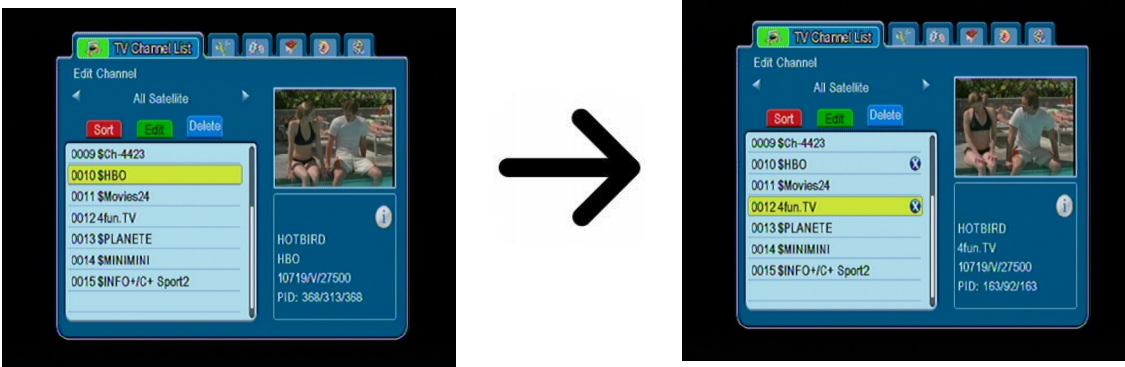 TV Channel List
Edit Channel
All Satellite
Sort Edit Delete
0009 $Ch-4423
0010 $HBO
0011 $Movies24
0012 4fun.TV
0013 $PLANETE
0014 $MINIMINI
0015 $INFO+/C+ Sport2
HOTBIRD
HBO
10719/V/27500
PID: 368/313/368
TV Channel List
Edit Channel
All Satellite
Sort Edit Delete
0009 $Ch-4423
0010 $HBO
0011 $Movies24
0012 4fun.TV
0013 $PLANETE
0014 $MINIMINI
0015 $INFO+/C+ Sport2
HOTBIRD
4fun.TV
10719/V/27500
PID: 163/92/163